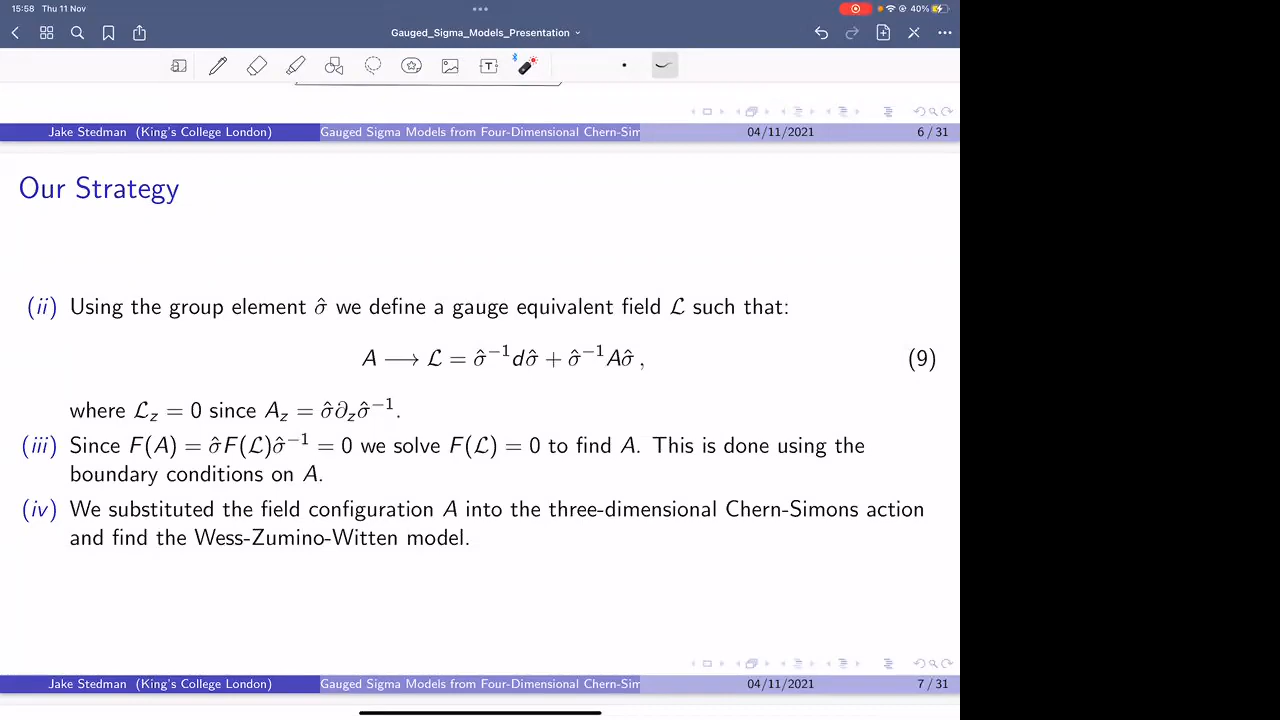 15:58 Thu 11 Nov
40%
Gauged_Sigma_Models_Presentation
T
Jake Stedman (King's College London) Gauged Sigma Models from Four-Dimensional Chern-Sim 04/11/2021 6 / 31
Our Strategy
(ii) Using the group element σ̂ we define a gauge equivalent field ℒ such that:
A ⟶ ℒ = σ̂⁻¹dσ̂ + σ̂⁻¹Aσ̂ , (9)
where ℒ_z = 0 since A_z = σ̂∂_zσ̂⁻¹.
(iii) Since F(A) = σ̂F(ℒ)σ̂⁻¹ = 0 we solve F(ℒ) = 0 to find A. This is done using the
boundary conditions on A.
(iv) We substituted the field configuration A into the three-dimensional Chern-Simons action
and find the Wess-Zumino-Witten model.
Jake Stedman (King's College London) Gauged Sigma Models from Four-Dimensional Chern-Sim 04/11/2021 7 / 31